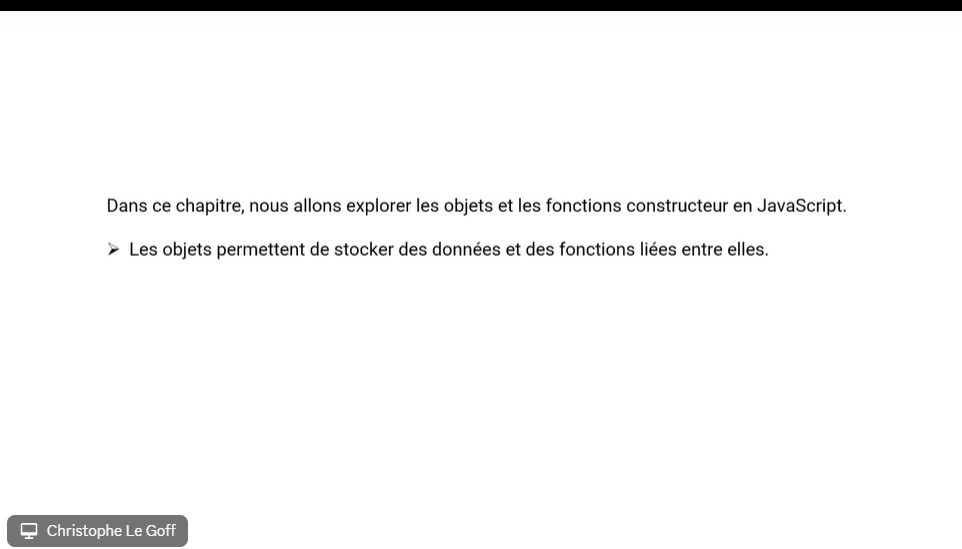 Dans ce chapitre, nous allons explorer les objets et les fonctions constructeur en JavaScript.
➢ Les objets permettent de stocker des données et des fonctions liées entre elles.
Christophe Le Goff